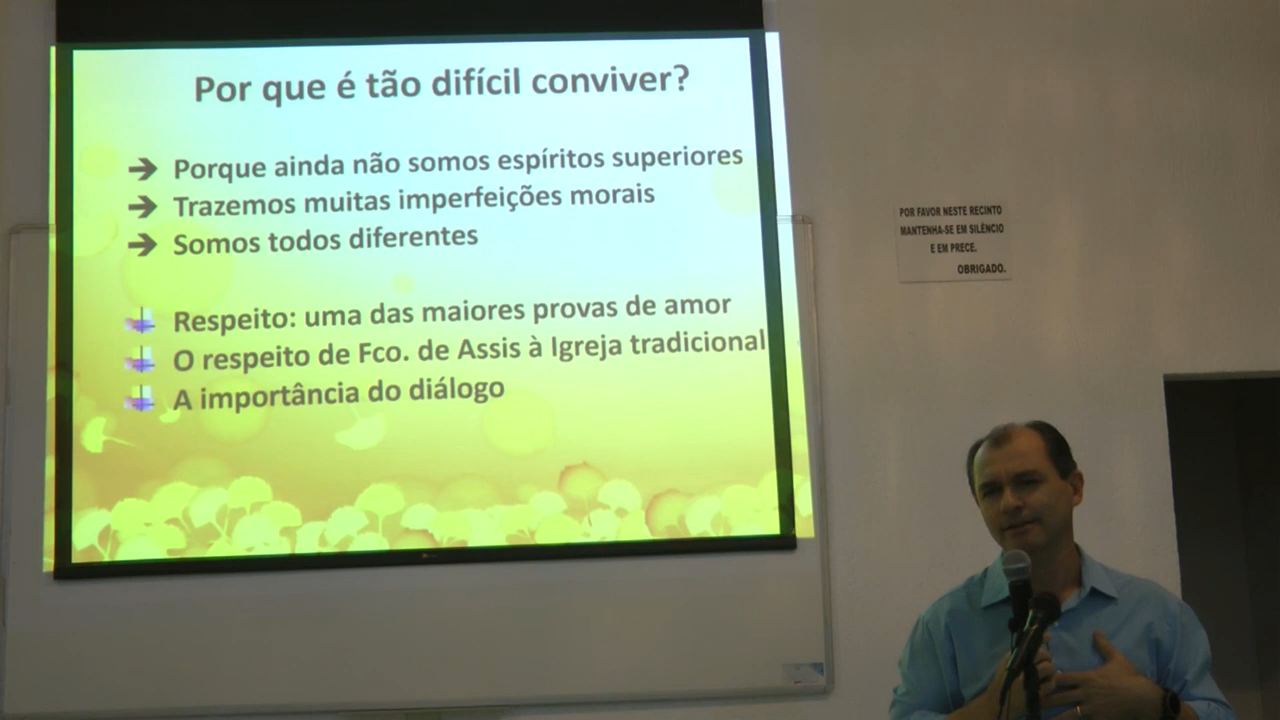 Por que é tão difícil conviver?
Porque ainda não somos espíritos superiores
Trazemos muitas imperfeições morais
Somos todos diferentes
Respeito: uma das maiores provas de amor
O respeito de Fco. de Assis à Igreja tradicional
A importância do diálogo
POR FAVOR NESTE RECINTO
MANTENHA-SE EM SILÊNCIO
E EM PRECE.
OBRIGADO.